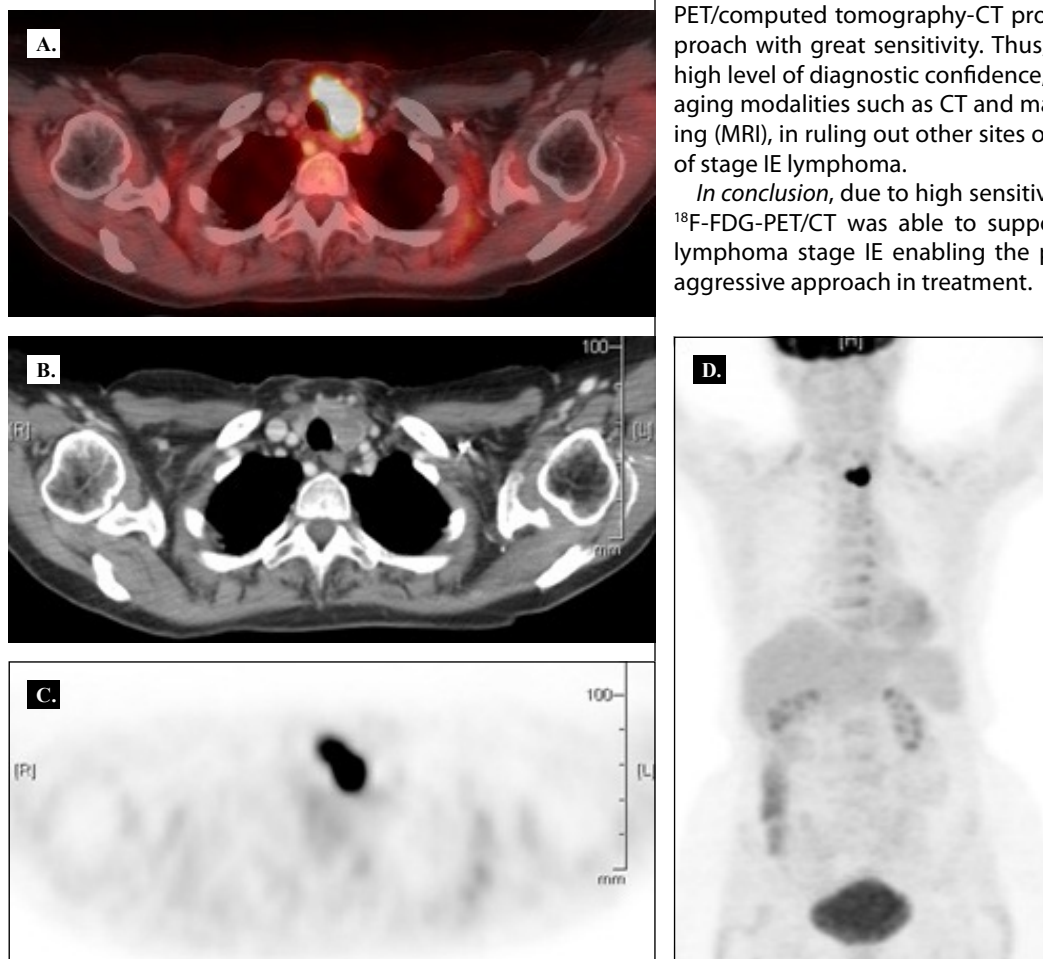 A.
PET/computed tomography-CT pro
proach with great sensitivity. Thus,
high level of diagnostic confidence,
aging modalities such as CT and ma
ing (MRI), in ruling out other sites o
of stage IE lymphoma.
In conclusion, due to high sensitiv
¹⁸F-FDG-PET/CT was able to suppo
lymphoma stage IE enabling the p
aggressive approach in treatment.
B.
100
[R]
[L]
mm
C.
100
[R]
[L]
mm
D.
[H]